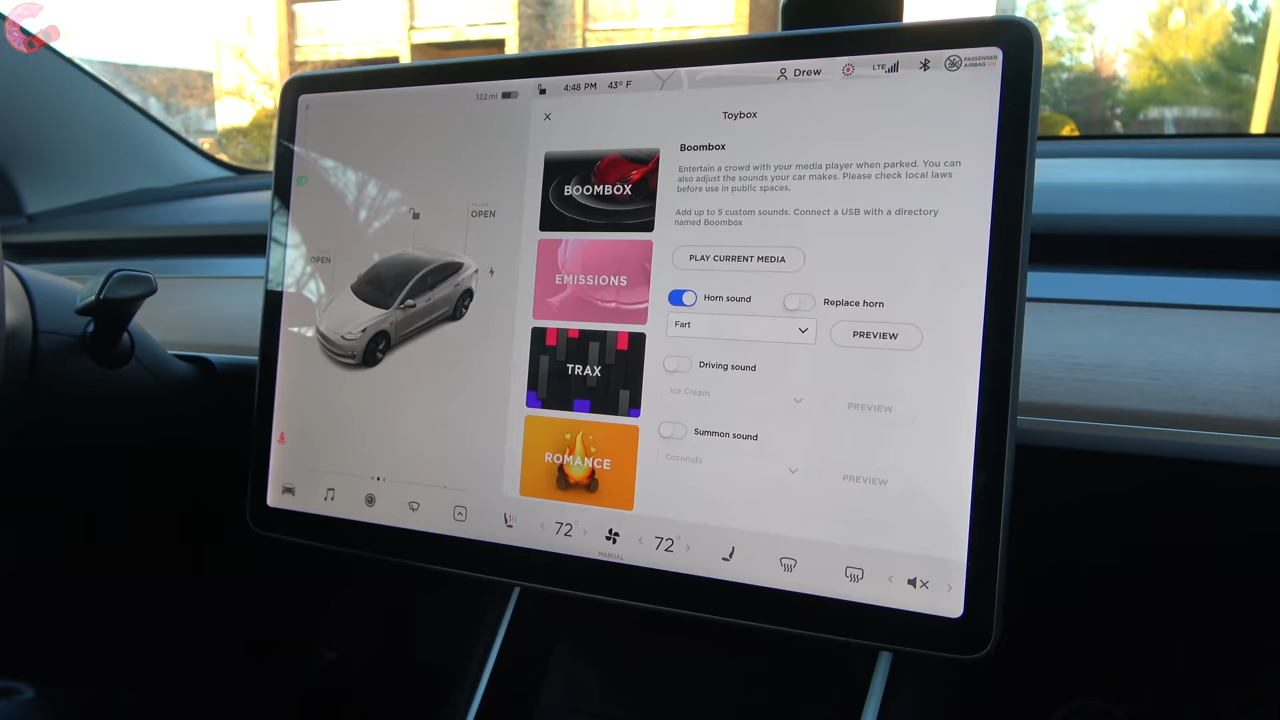 122 mi
4:48 PM 43° F
Drew
LTE
PASSENGER
AIRBAG ON
Toybox
Boombox
Entertain a crowd with your media player when parked. You can
also adjust the sounds your car makes. Please check local laws
before use in public spaces.
Add up to 5 custom sounds. Connect a USB with a directory
named Boombox
PLAY CURRENT MEDIA
Horn sound
Replace horn
Fart
PREVIEW
Driving sound
Ice Cream
PREVIEW
Summon sound
Coconuts
PREVIEW
BOOMBOX
EMISSIONS
TRAX
ROMANCE
TRUNK
OPEN
OPEN
72°
MANUAL
72°